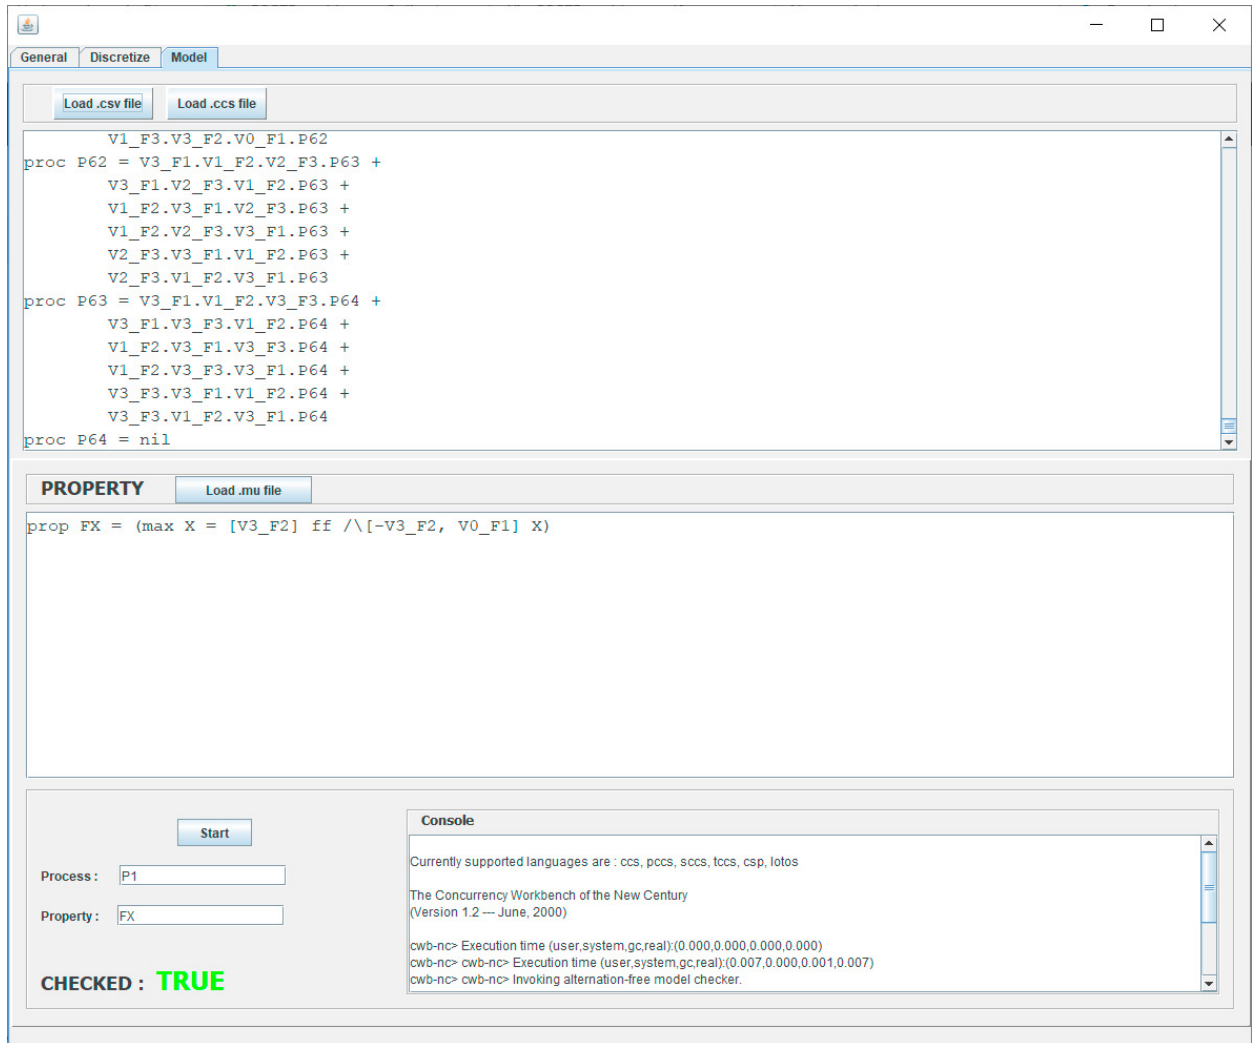 General Discretize Model
Load .csv file Load .ccs file
V1_F3.V3_F2.V0_F1.P62
proc P62 = V3_F1.V1_F2.V2_F3.P63 +
V3_F1.V2_F3.V1_F2.P63 +
V1_F2.V3_F1.V2_F3.P63 +
V1_F2.V2_F3.V3_F1.P63 +
V2_F3.V3_F1.V1_F2.P63 +
V2_F3.V1_F2.V3_F1.P63
proc P63 = V3_F1.V1_F2.V3_F3.P64 +
V3_F1.V3_F3.V1_F2.P64 +
V1_F2.V3_F1.V3_F3.P64 +
V1_F2.V3_F3.V3_F1.P64 +
V3_F3.V3_F1.V1_F2.P64 +
V3_F3.V1_F2.V3_F1.P64
proc P64 = nil
PROPERTY Load .mu file
prop FX = (max X = [V3_F2] ff /\[-V3_F2, V0_F1] X)
Start
Process : P1
Property : FX
CHECKED : TRUE
Console
Currently supported languages are : ccs, pccs, sccs, tccs, csp, lotos
The Concurrency Workbench of the New Century
(Version 1.2 --- June, 2000)
cwb-nc> Execution time (user,system,gc,real):(0.000,0.000,0.000,0.000)
cwb-nc> cwb-nc> Execution time (user,system,gc,real):(0.007,0.000,0.001,0.007)
cwb-nc> cwb-nc> Invoking alternation-free model checker.